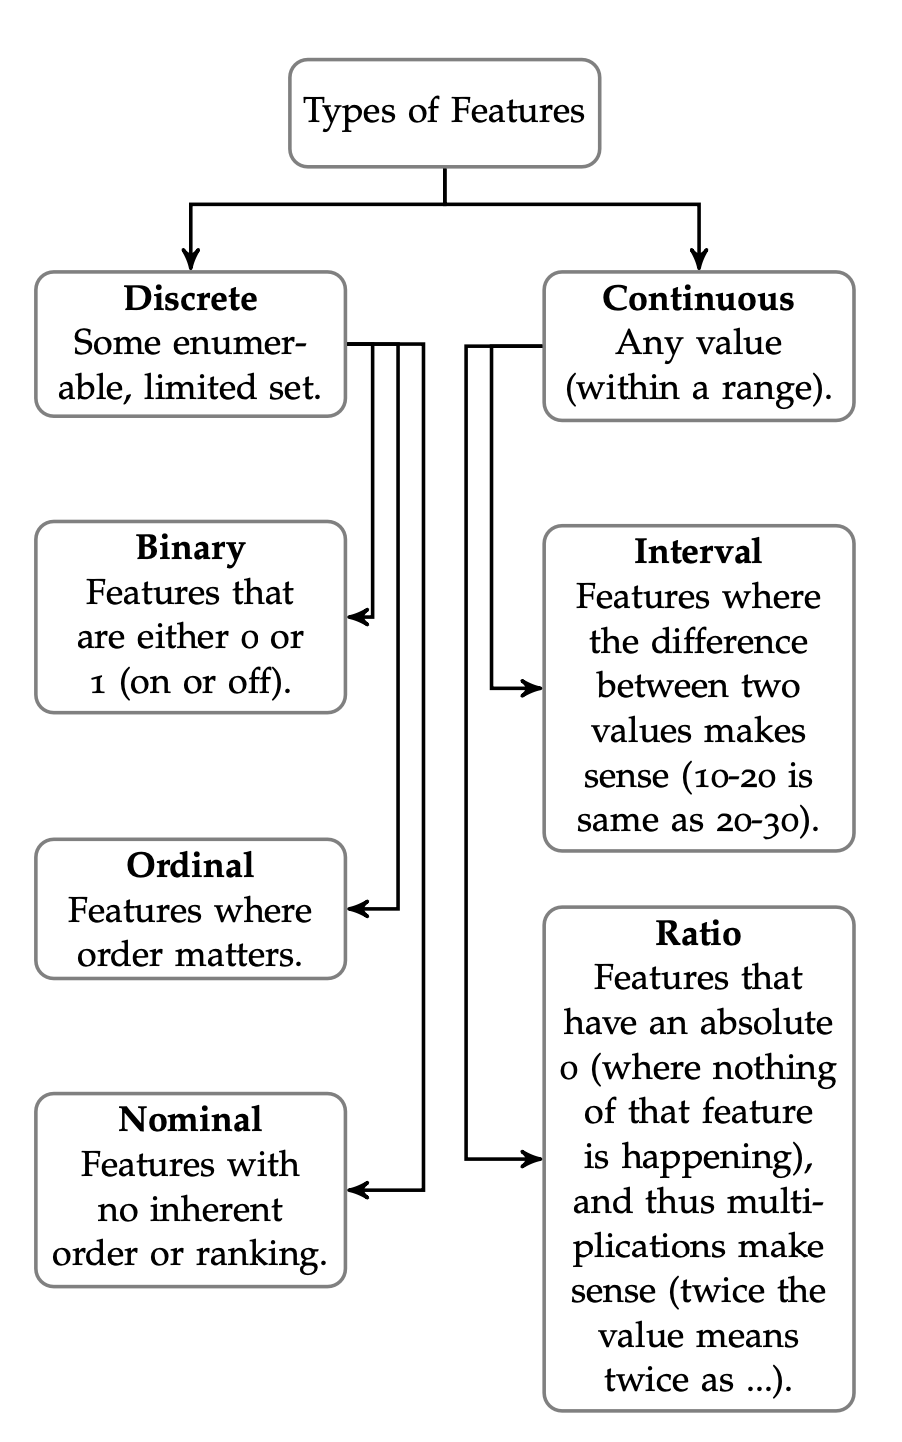 Types of Features
Discrete
Some enumer-
able, limited set.
Continuous
Any value
(within a range).
Binary
Features that
are either 0 or
1 (on or off).
Interval
Features where
the difference
between two
values makes
sense (10-20 is
same as 20-30).
Ordinal
Features where
order matters.
Ratio
Features that
have an absolute
0 (where nothing
of that feature
is happening),
and thus multi-
plications make
sense (twice the
value means
twice as ...).
Nominal
Features with
no inherent
order or ranking.